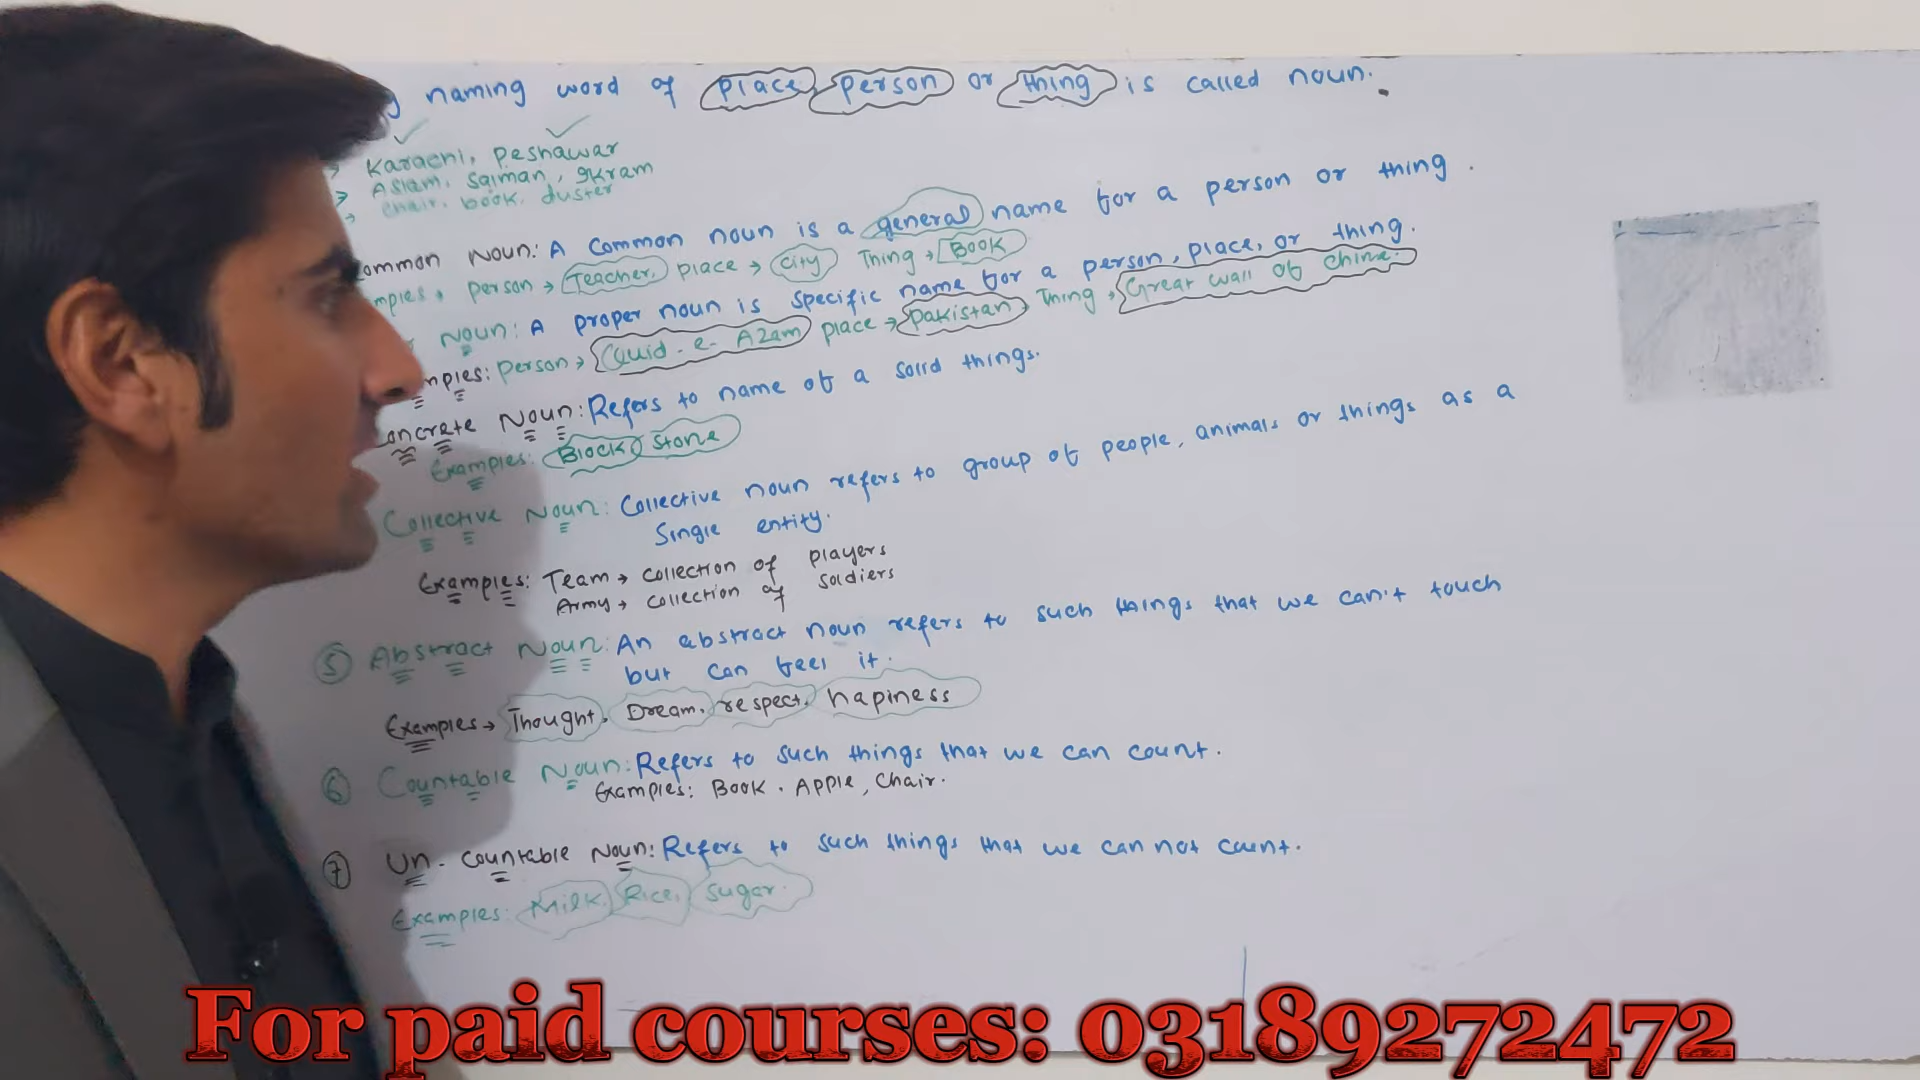 naming word of place, person or thing is called noun.
Karachi, Peshawar
Aslam, Salman, Ikram
chair, book, duster
ommon Noun: A common noun is a general name for a person or thing.
mples → person → Teacher, place → city Thing → Book
Noun: A proper noun is specific name for a person, place, or thing.
mples: person → Quid-e-Azam place → Pakistan, Thing → Great wall of China.
oncrete Noun: Refers to name of a solid things.
Examples: Block, Stone
Collective Noun: Collective noun refers to group of people, animals or things as a
Single entity.
Examples: Team → collection of players
Army → collection of soldiers
⑤ Abstract Noun: An abstract noun refers to such things that we can't touch
but can feel it.
Examples → Thought, Dream, respect, hapiness
⑥ Countable Noun: Refers to such things that we can count.
Examples: Book, Apple, Chair.
⑦ Un-countable Noun: Refers to such things that we can not count.
Examples: Milk, Rice, Sugar.
For paid courses: 03189272472